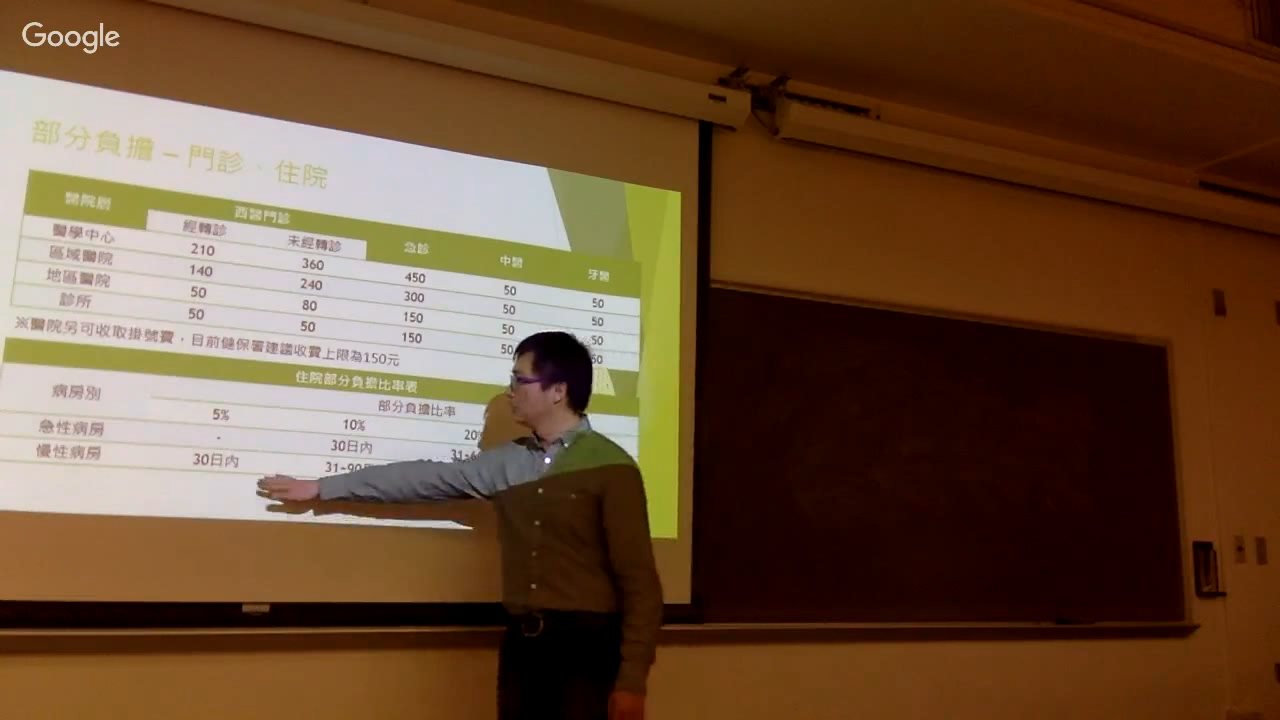 Google
部分負擔 – 門診、住院
醫院層 西醫門診 急診 中醫 牙醫
經轉診 未經轉診
醫學中心 210 360 450 50 50
區域醫院 140 240 300 50 50
地區醫院 50 80 150 50
診所 50 50 150 50 50
※醫院另可收取掛號費，目前健保署建議收費上限為150元
住院部分負擔比率表
病房別 部分負擔比率
5% 10%
急性病房 - 30日內
慢性病房 30日內